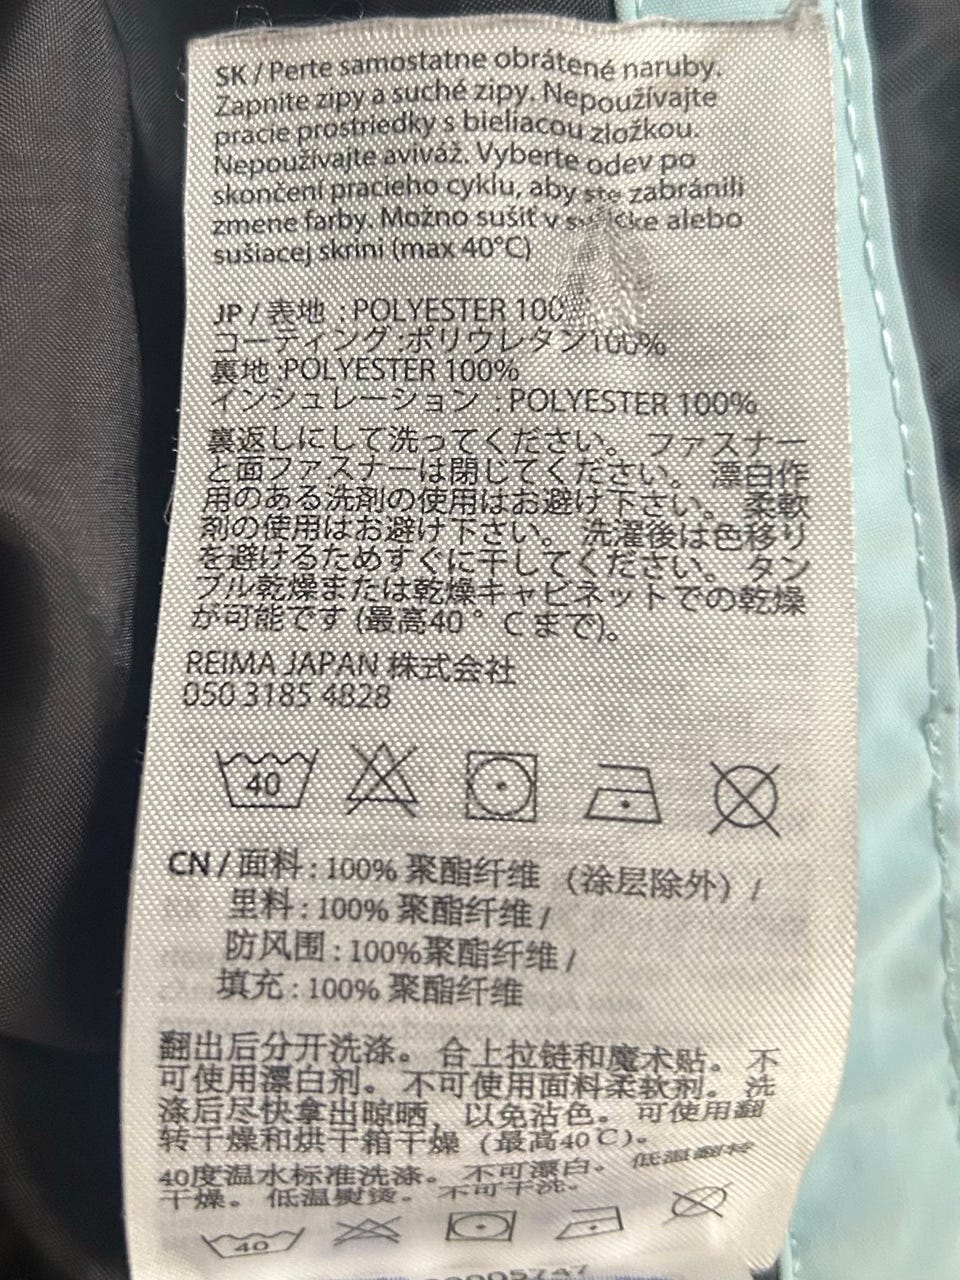 SK / Perte samostatne obrátené naruby.
Zapnite zipy a suché zipy. Nepoužívajte
pracie prostriedky s bieliacou zložkou.
Nepoužívajte aviváž. Vyberte odev po
skončení pracieho cyklu, aby ste zabránili
zmene farby. Možno sušiť v alebo
sušiacej skrini (max 40°C)
JP / 表地 : POLYESTER
コーティング:ポリウレタン100%
裏地 :POLYESTER 100%
インシュレーション : POLYESTER 100%
裏返しにして洗ってください。 ファスナー
と面ファスナーは閉じてください。 漂白作
用のある洗剤の使用はお避け下さい。 柔軟
剤の使用はお避け下さい。 洗濯後は色移り
を避けるためすぐに干してください。 タン
ブル乾燥または乾燥キャビネットでの乾燥
が可能です (最高40°Cまで)。
REIMA JAPAN 株式会社
050 3185 4828
40
CN / 面料 : 100% 聚酯纤维 (涂层除外) /
里料 : 100% 聚酯纤维 /
防风围 : 100%聚酯纤维 /
填充 : 100% 聚酯纤维
翻出后分开洗涤。 合上拉链和魔术贴。 不
可使用漂白剂。 不可使用面料柔软剂。 洗
涤后尽快拿出晾晒, 以免沾色。 可使用翻
转干燥和烘干箱干燥 (最高40℃)。
40度温水标准洗涤。 不可漂白。 低温翻转
干燥。 低温熨烫。 不可干洗。
40